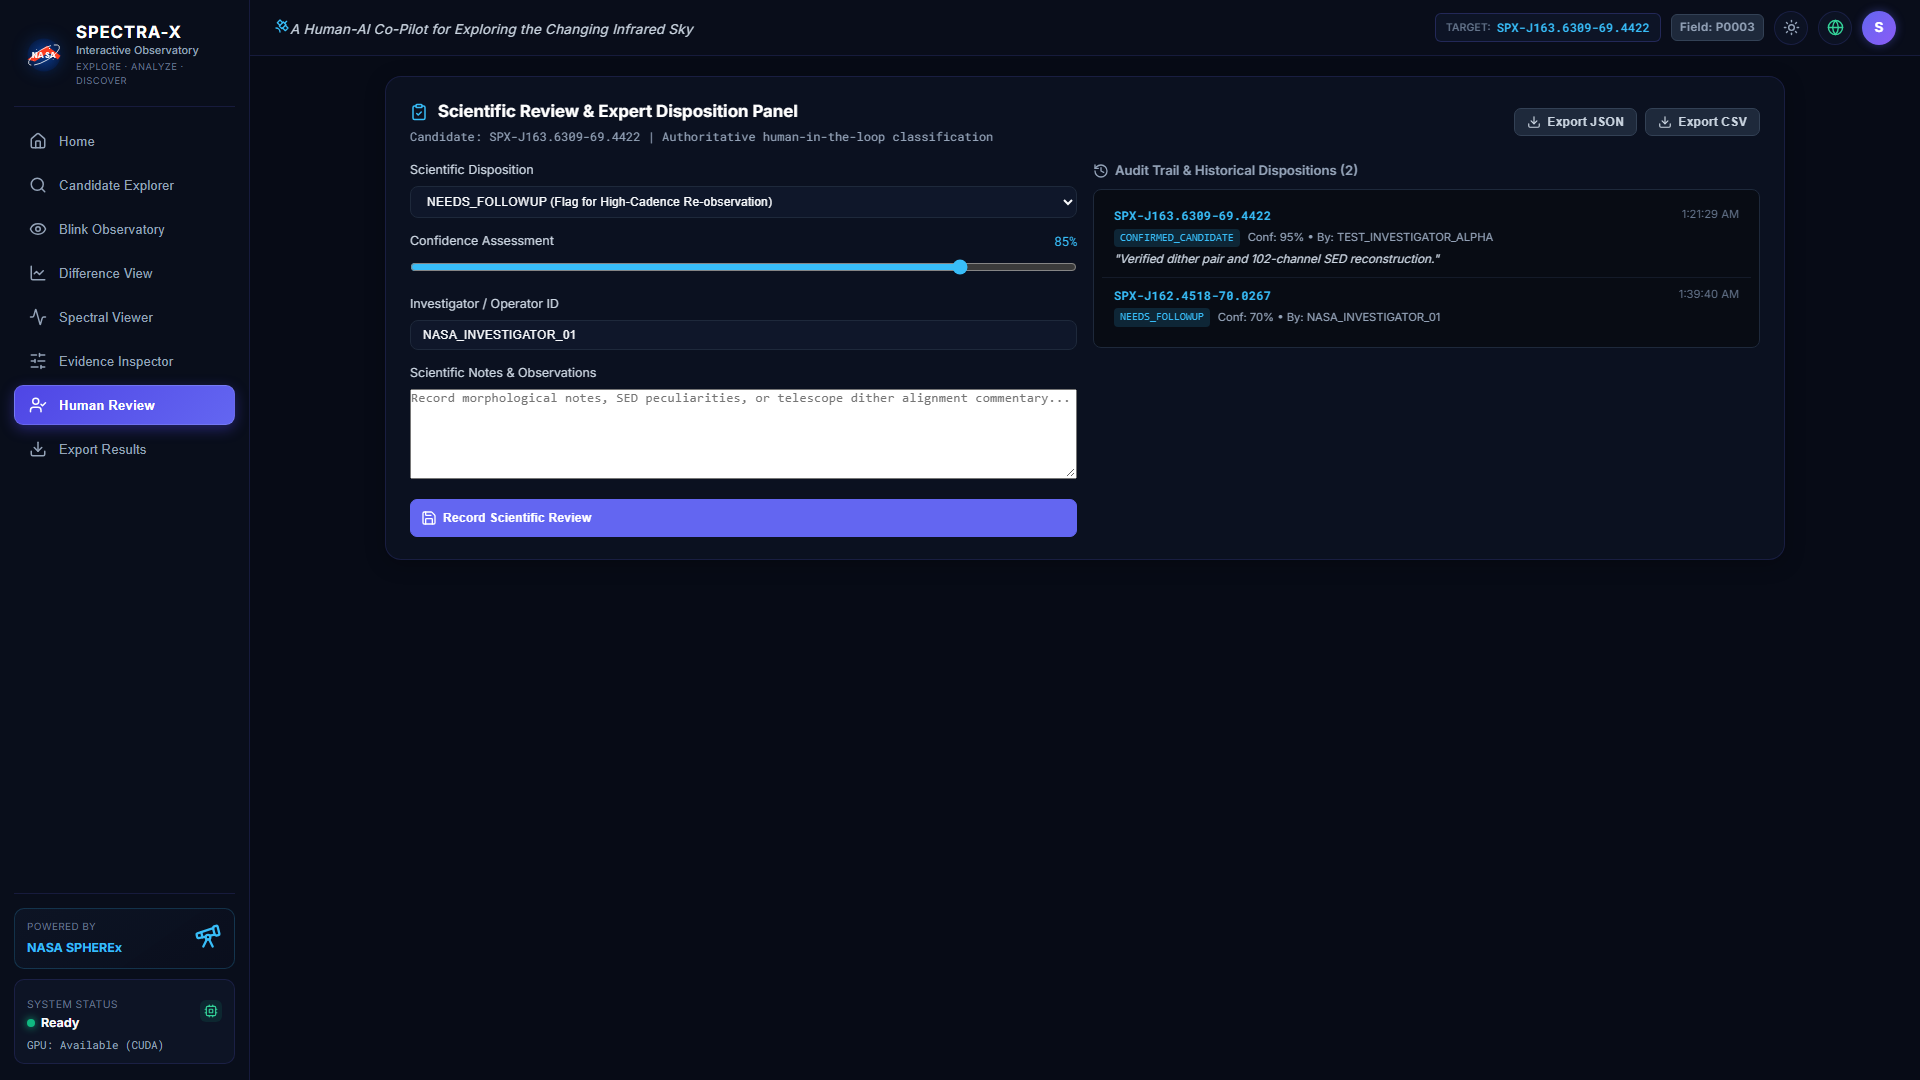 NASA
SPECTRA-X
Interactive Observatory
EXPLORE · ANALYZE ·
DISCOVER
Home
Candidate Explorer
Blink Observatory
Difference View
Spectral Viewer
Evidence Inspector
Human Review
Export Results
POWERED BY
NASA SPHEREx
SYSTEM STATUS
Ready
GPU: Available (CUDA)
A Human-AI Co-Pilot for Exploring the Changing Infrared Sky
TARGET: SPX-J163.6309-69.4422
Field: P0003
S
Scientific Review & Expert Disposition Panel
Candidate: SPX-J163.6309-69.4422 | Authoritative human-in-the-loop classification
Export JSON
Export CSV
Scientific Disposition
NEEDS_FOLLOWUP (Flag for High-Cadence Re-observation)
Confidence Assessment
85%
Investigator / Operator ID
NASA_INVESTIGATOR_01
Scientific Notes & Observations
Record morphological notes, SED peculiarities, or telescope dither alignment commentary...
Record Scientific Review
Audit Trail & Historical Dispositions (2)
SPX-J163.6309-69.4422
1:21:29 AM
CONFIRMED_CANDIDATE Conf: 95% • By: TEST_INVESTIGATOR_ALPHA
"Verified dither pair and 102-channel SED reconstruction."
SPX-J162.4518-70.0267
1:39:40 AM
NEEDS_FOLLOWUP Conf: 70% • By: NASA_INVESTIGATOR_01